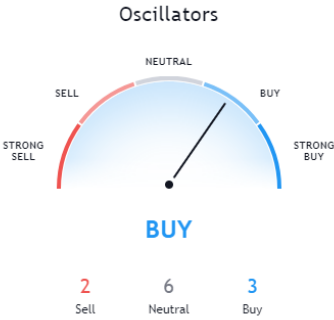 Oscillators
NEUTRAL
SELL
BUY
STRONG
SELL
STRONG
BUY
BUY
2
6
3
Sell
Neutral
Buy